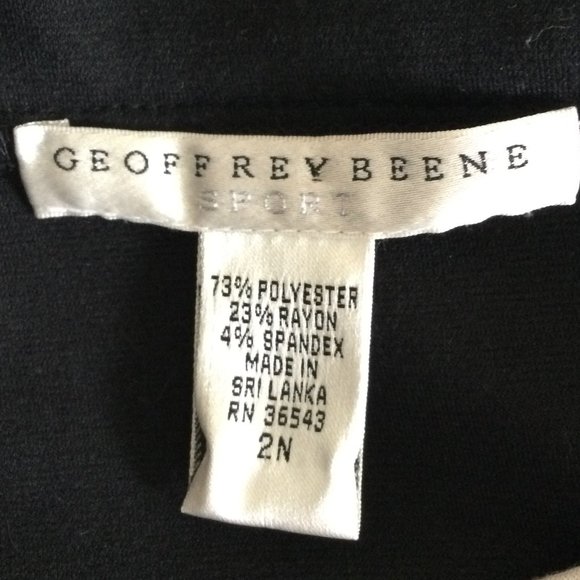 GEOFFREY BEENE
SPORT
73% POLYESTER
23% RAYON
4% SPANDEX
MADE IN
SRI LANKA
RN 36543
2N